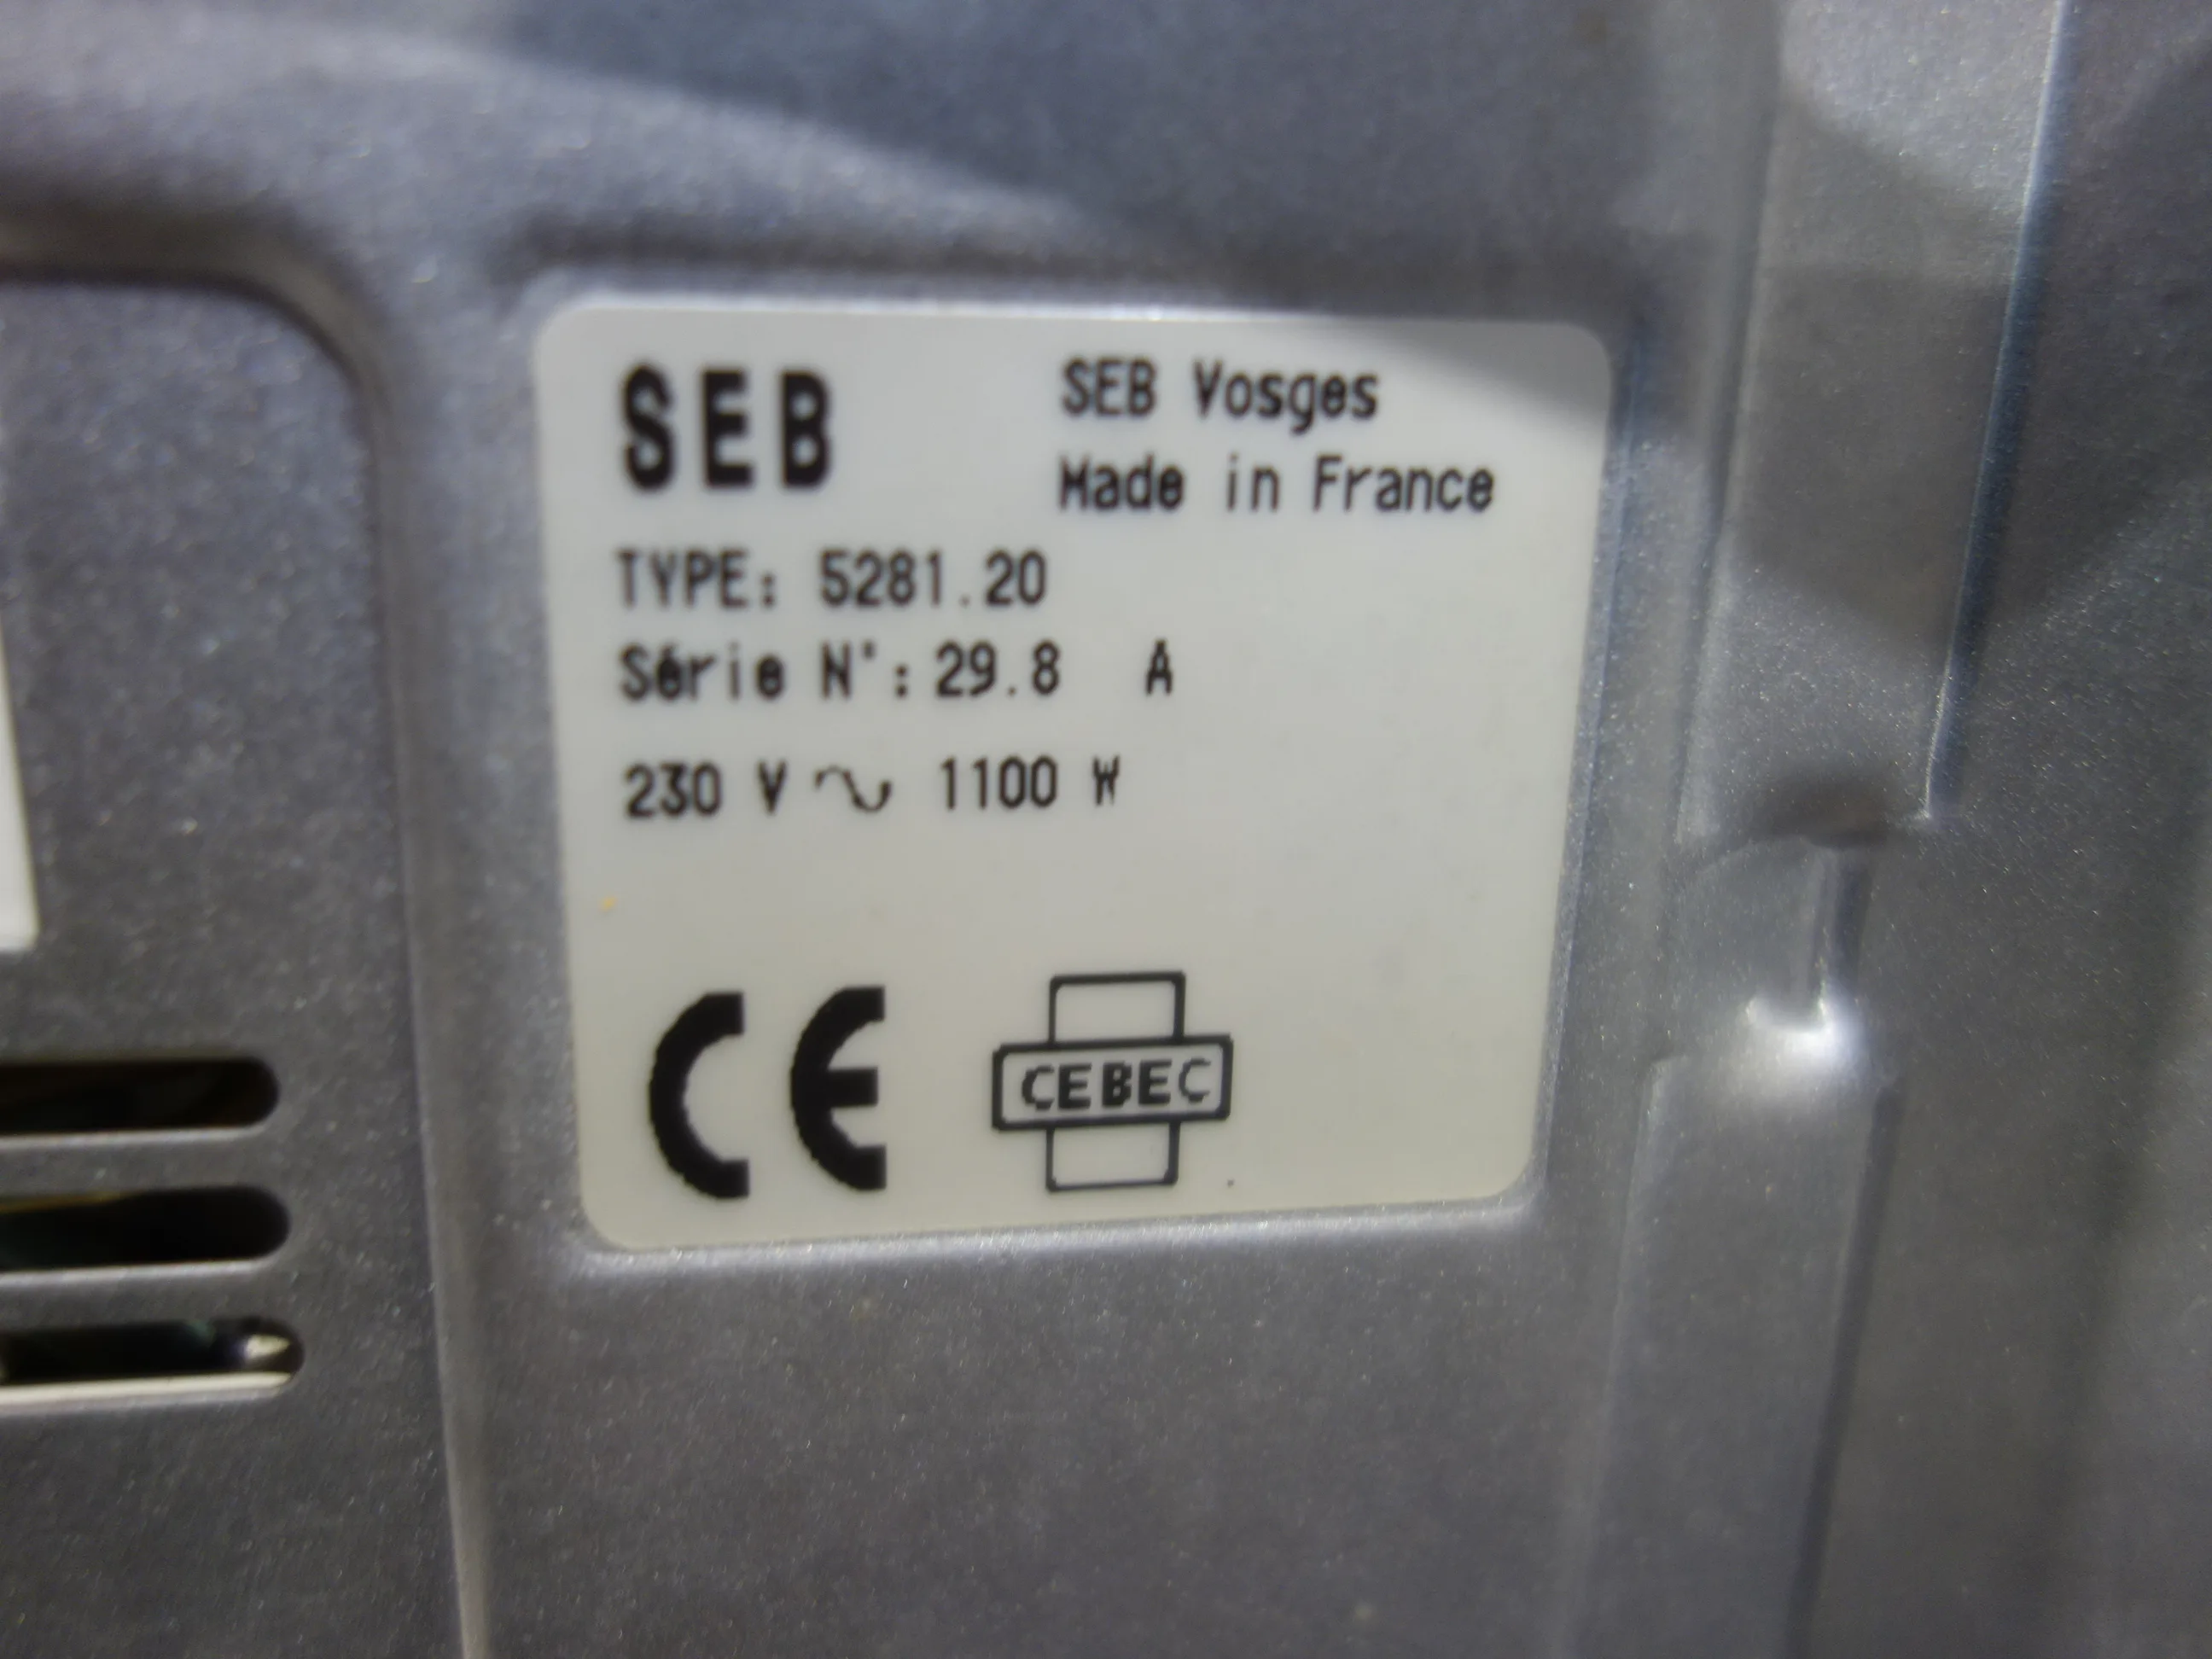 SEB
SEB Vosges
Made in France
TYPE: 5281.20
Série N°: 29.8 A
230 V ~ 1100 W
CE
CEBEC